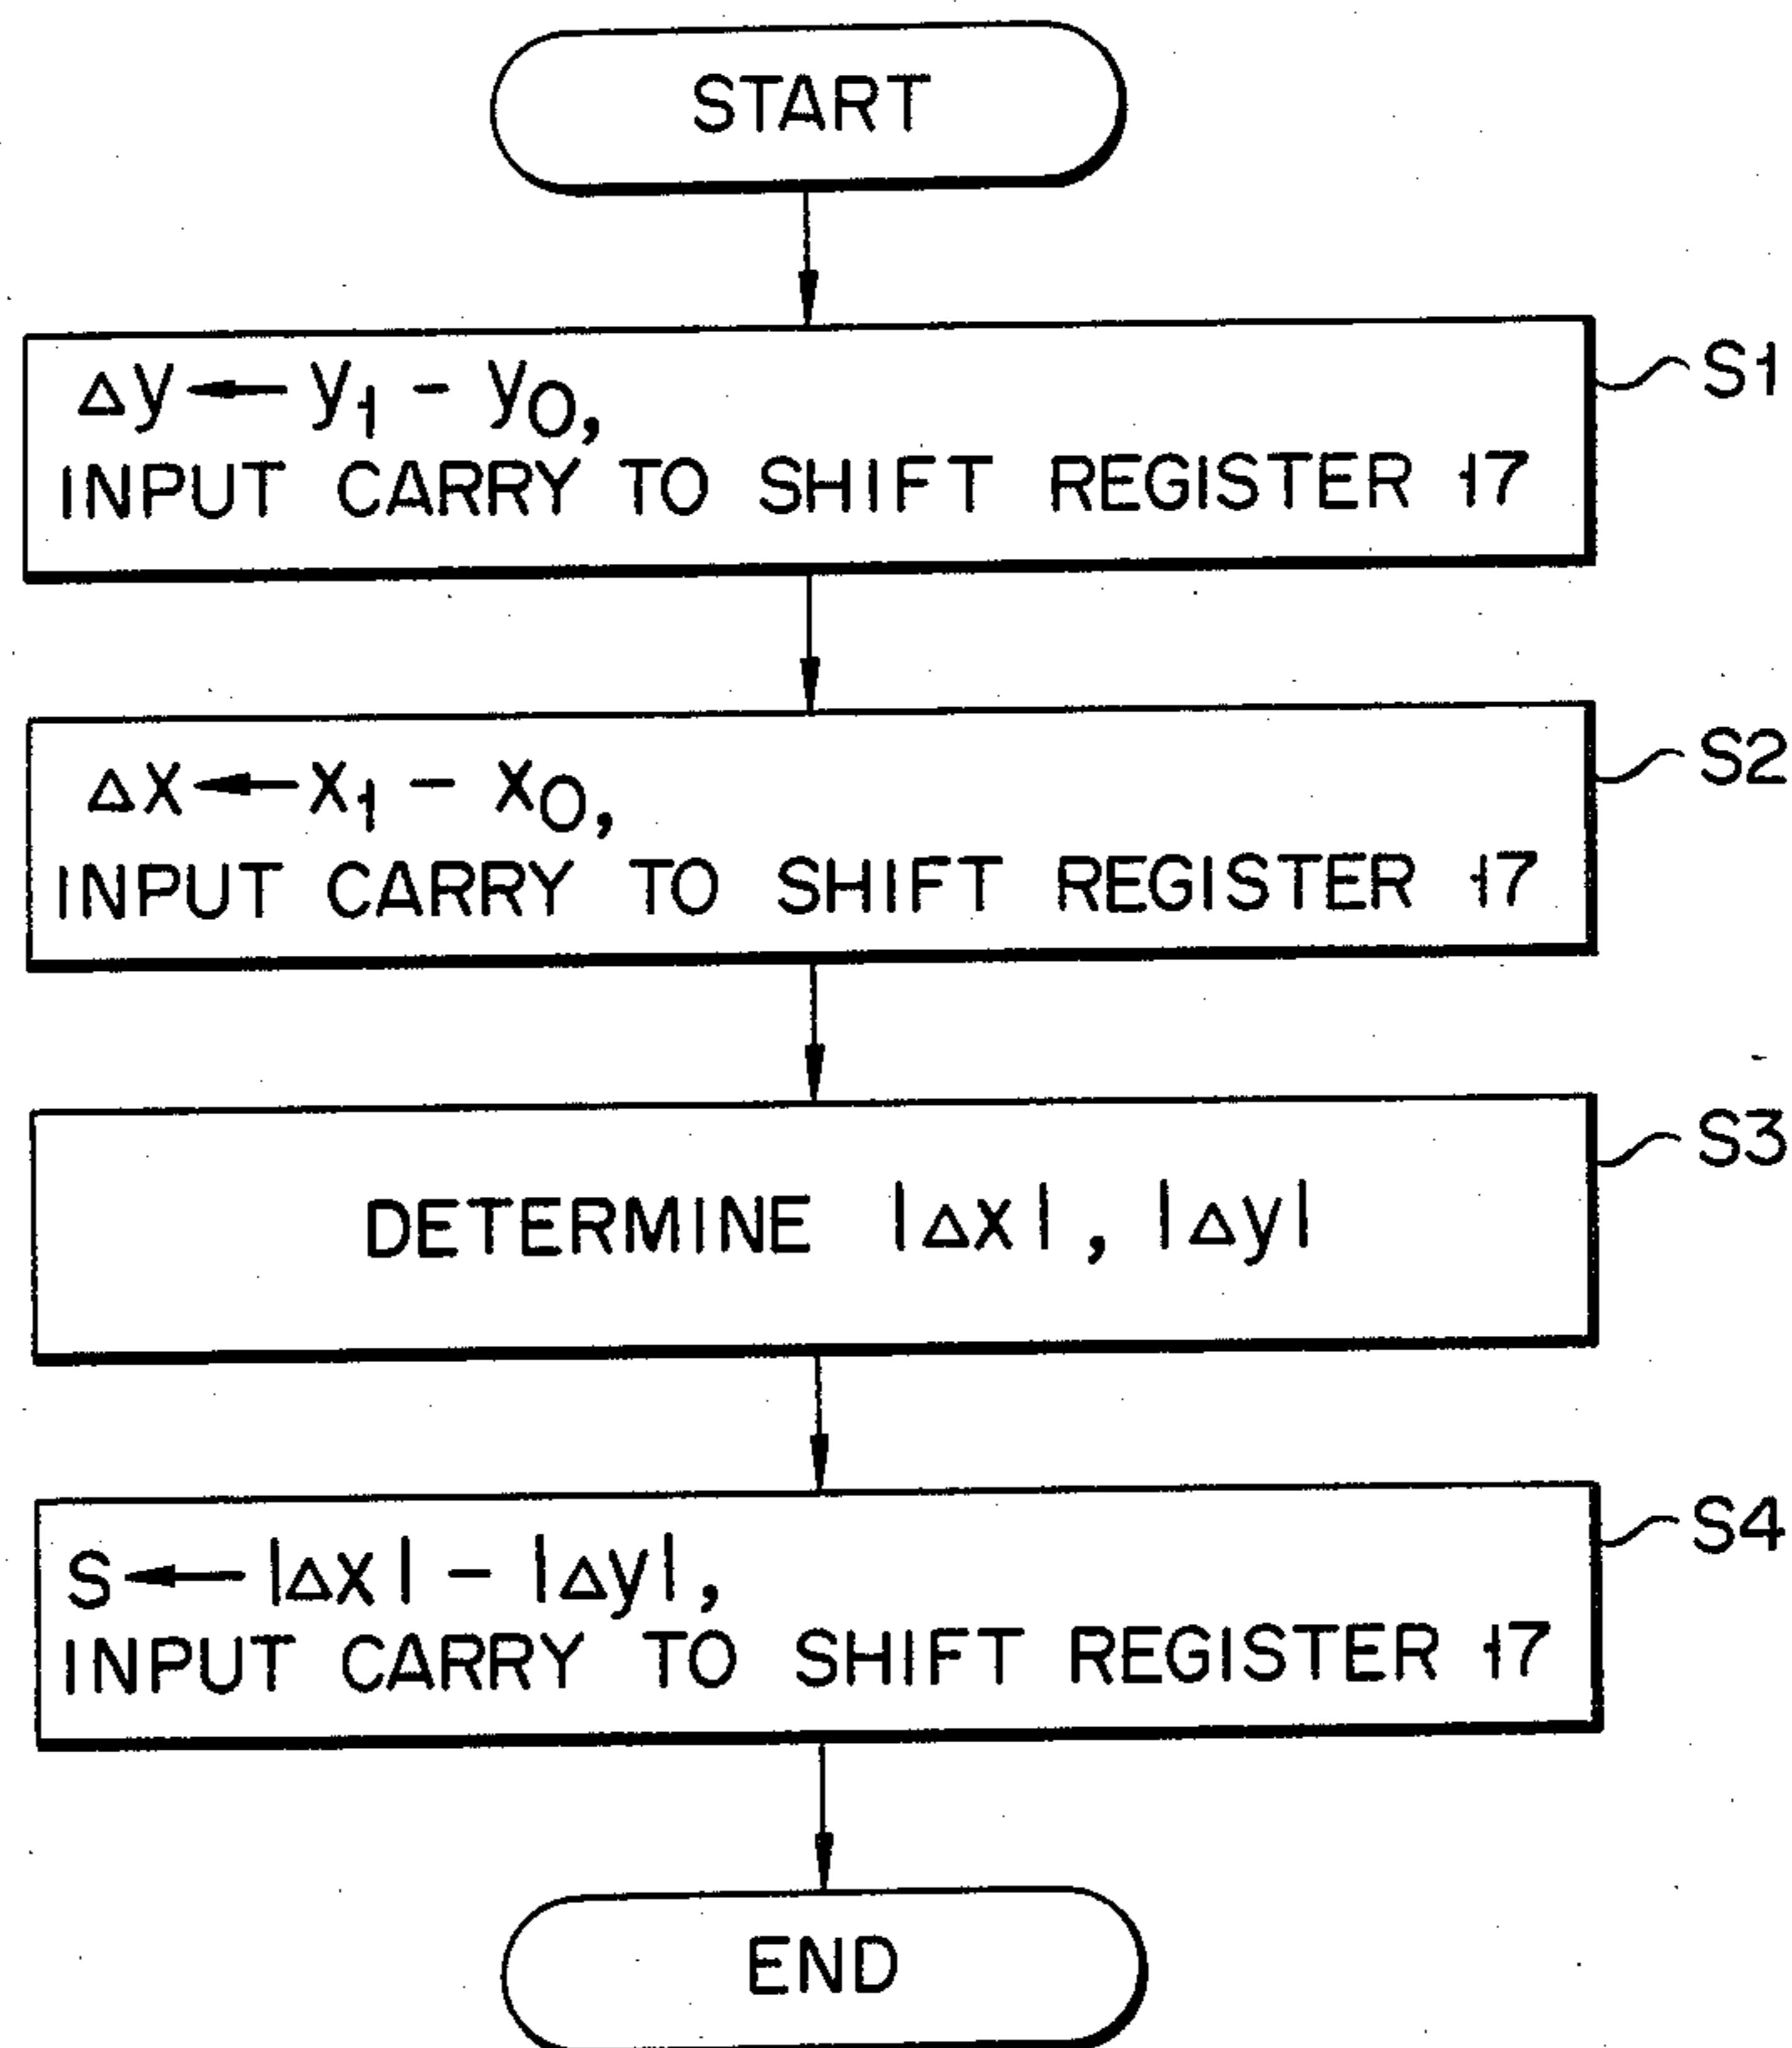 START
Δy ← y₁ - y₀, S1
INPUT CARRY TO SHIFT REGISTER 17
Δx ← x₁ - x₀, S2
INPUT CARRY TO SHIFT REGISTER 17
DETERMINE |Δx|, |Δy| S3
S ← |Δx| - |Δy|, S4
INPUT CARRY TO SHIFT REGISTER 17
END